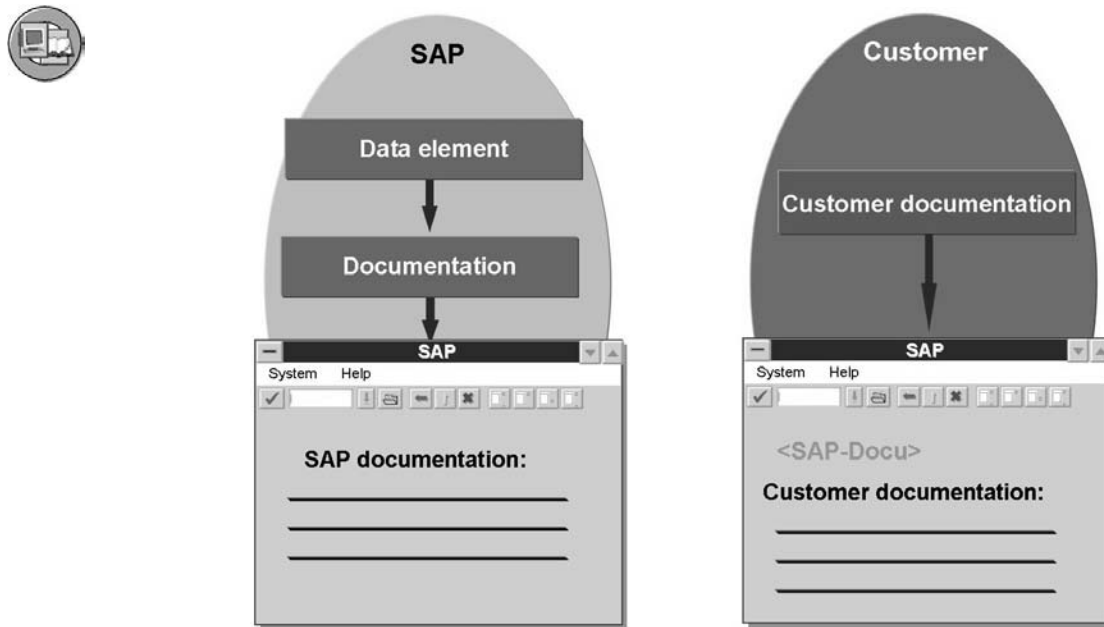 SAP
Data element
Documentation
SAP
System Help
SAP documentation:
Customer
Customer documentation
SAP
System Help
<SAP-Docu>
Customer documentation: